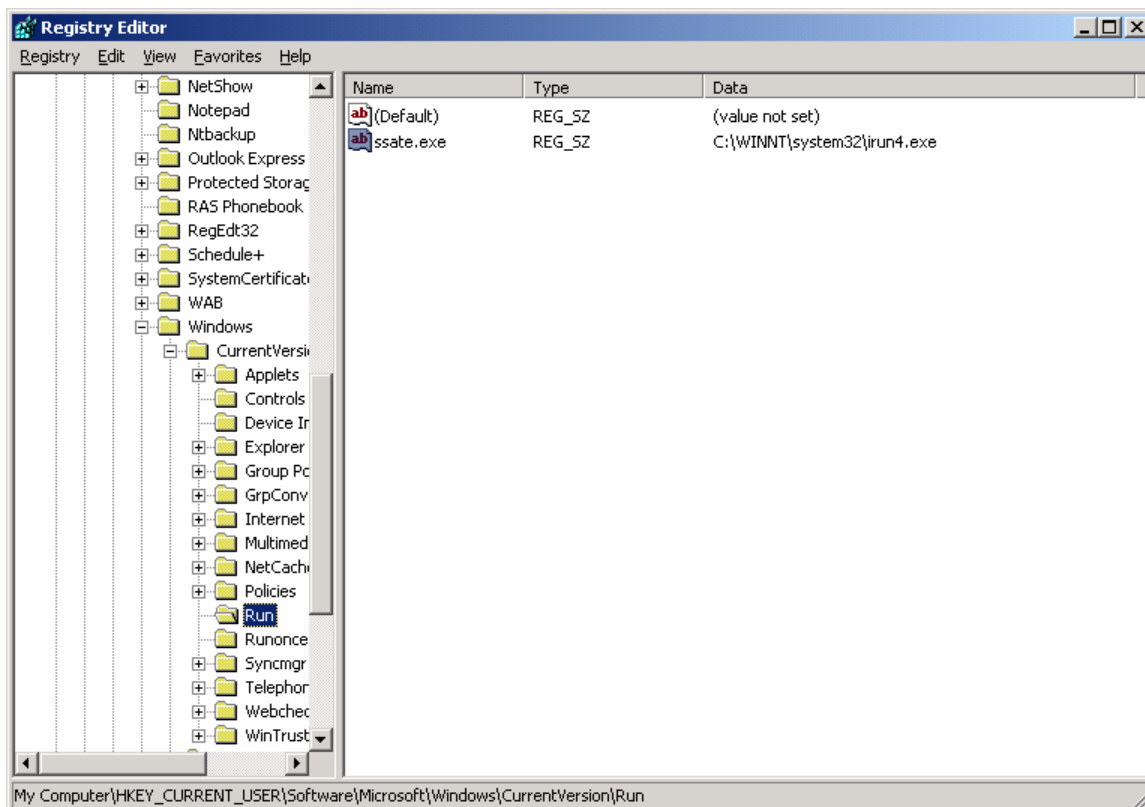 Registry Editor
Registry Edit View Favorites Help
NetShow
Notepad
Ntbackup
Outlook Express
Protected Storag
RAS Phonebook
RegEdt32
Schedule+
SystemCertificat
WAB
Windows
CurrentVersi
Applets
Controls
Device In
Explorer
Group Po
GrpConv
Internet
Multimed
NetCach
Policies
Run
Runonce
Syncmgr
Telephon
Webchec
WinTrust
Name Type Data
(Default) REG_SZ (value not set)
ssate.exe REG_SZ C:\WINNT\system32\irun4.exe
My Computer\HKEY_CURRENT_USER\Software\Microsoft\Windows\CurrentVersion\Run